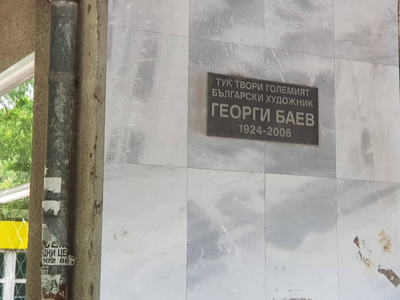 ТУК ТВОРИ ГОЛЕМИЯТ
БЪЛГАРСКИ ХУДОЖНИК
ГЕОРГИ БАЕВ
1924-2006